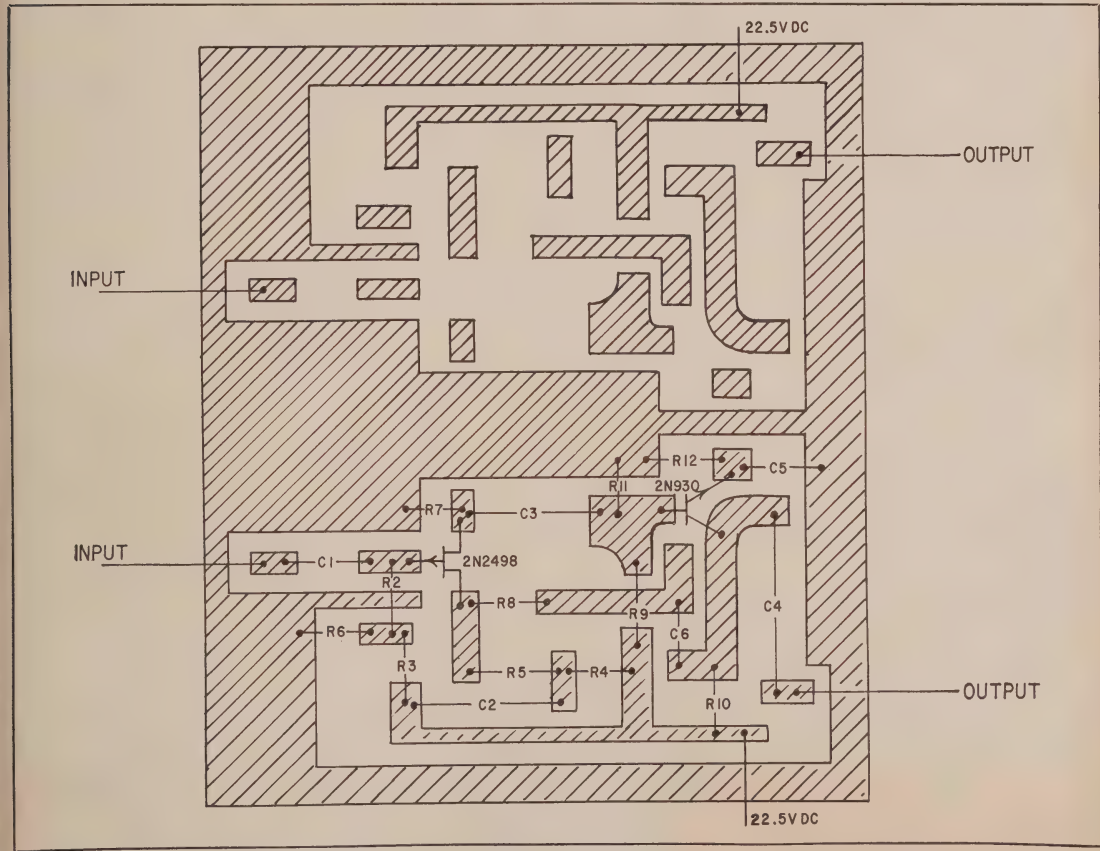 22.5V DC
OUTPUT
INPUT
R12
C5
R11
2N930
R7
C3
INPUT
C1
R2
2N2498
R8
R9
C6
C4
R6
R3
R5
R4
C2
R10
OUTPUT
22.5V DC